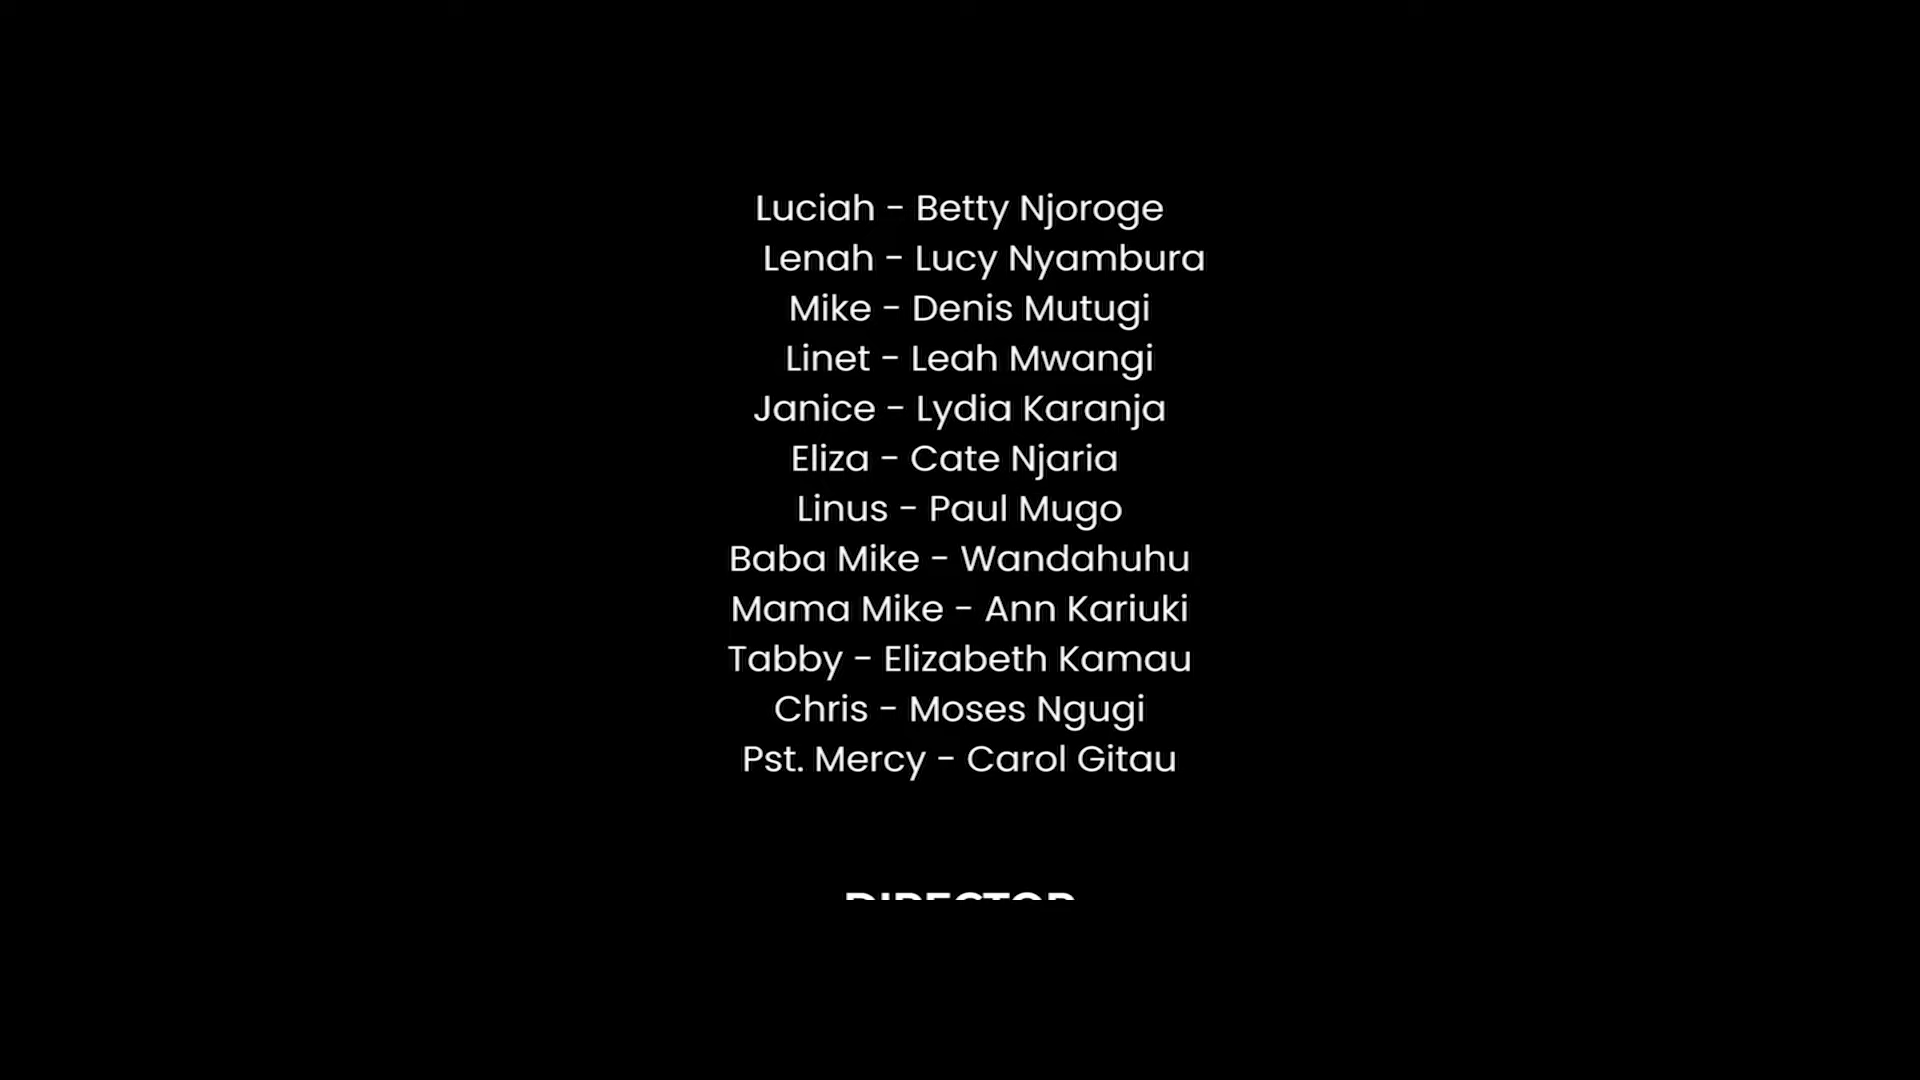 Luciah - Betty Njoroge
Lenah - Lucy Nyambura
Mike - Denis Mutugi
Linet - Leah Mwangi
Janice - Lydia Karanja
Eliza - Cate Njaria
Linus - Paul Mugo
Baba Mike - Wandahuhu
Mama Mike - Ann Kariuki
Tabby - Elizabeth Kamau
Chris - Moses Ngugi
Pst. Mercy - Carol Gitau
DIRECTOR